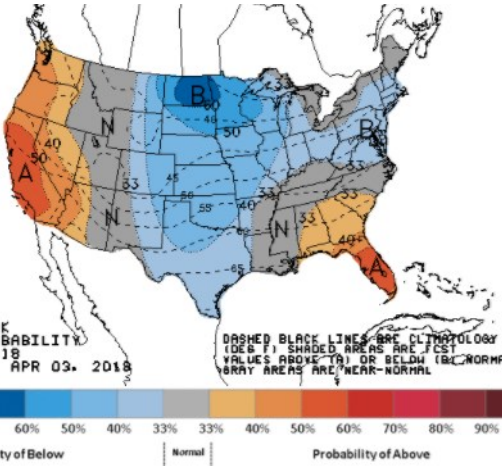 B
60
40
50
N
40
50
A
33
N
45
50
55
40
60
33
65
B
N
33
33
33
40
A
K
BABILITY
18
APR 03. 2018
DASHED BLACK LINES ARE CLIMATOLOGY
(DEG F) SHADED AREAS ARE FCST
VALUES ABOVE (A) OR BELOW (B) NORMA
GRAY AREAS ARE NEAR-NORMAL
60% 50% 40% 33% 33% 40% 50% 60% 70% 80% 90%
ty of Below Normal Probability of Above